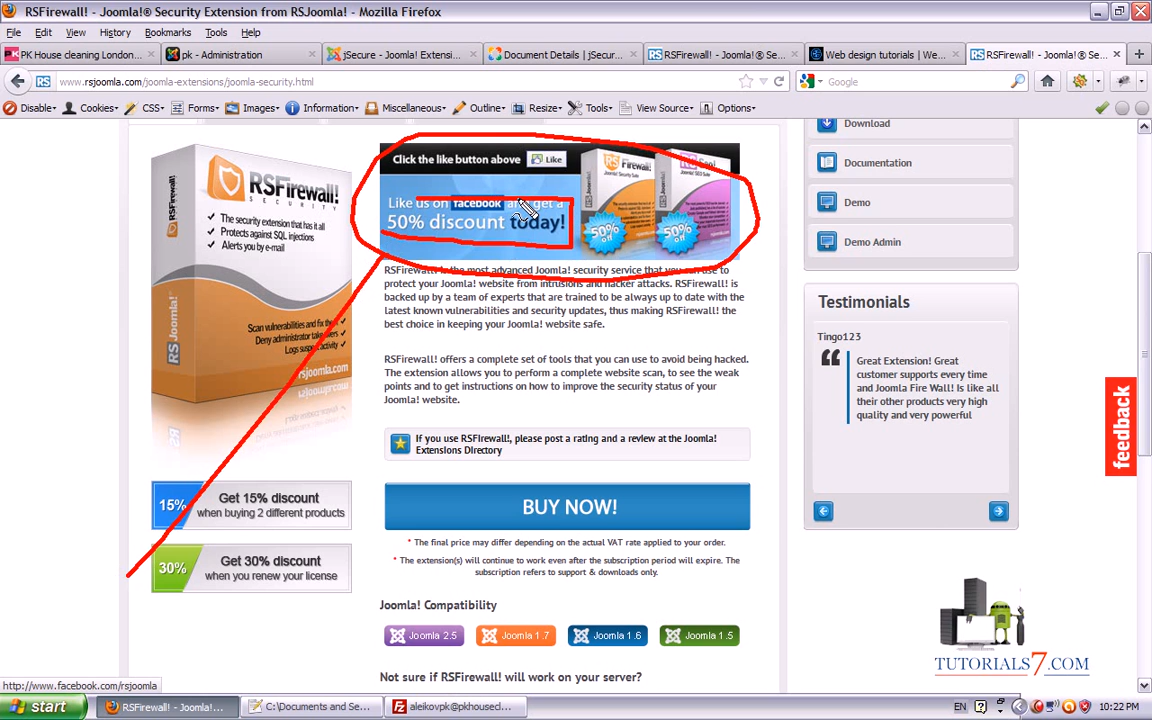 RSFirewall! - Joomla!® Security Extension from RSJoomla! - Mozilla Firefox
File Edit View History Bookmarks Tools Help
PK House cleaning London...
pk - Administration
jSecure - Joomla! Extensi...
Document Details | jSecur...
RSFirewall! - Joomla!® Se...
Web design tutorials | We...
RSFirewall! - Joomla!® Se...
www.rsjoomla.com/joomla-extensions/joomla-security.html
Google
Disable Cookies CSS Forms Images Information Miscellaneous Outline Resize Tools View Source Options
RSFirewall!
SECURITY
The security extension that has it all
Protects against SQL injections
Alerts you by e-mail
Scan vulnerabilities and fix
Deny administrator
Logs activity
RSJoomla!
rsjoomla.com
Click the like button above
Like
Like us on facebook and get a
50% discount today!
50% off
50% off
RSFirewall! is the most advanced Joomla! security service that you can use to
protect your Joomla! website from intrusions and hacker attacks. RSFirewall! is
backed up by a team of experts that are trained to be always up to date with the
latest known vulnerabilities and security updates, thus making RSFirewall! the
best choice in keeping your Joomla! website safe.
RSFirewall! offers a complete set of tools that you can use to avoid being hacked.
The extension allows you to perform a complete website scan, to see the weak
points and to get instructions on how to improve the security status of your
Joomla! website.
If you use RSFirewall!, please post a rating and a review at the Joomla!
Extensions Directory
15%
Get 15% discount
when buying 2 different products
30%
Get 30% discount
when you renew your license
BUY NOW!
* The final price may differ depending on the actual VAT rate applied to your order.
* The extension(s) will continue to work even after the subscription period will expire. The
subscription refers to support & downloads only.
Joomla! Compatibility
Joomla 2.5
Joomla 1.7
Joomla 1.6
Joomla 1.5
Not sure if RSFirewall! will work on your server?
Download
Documentation
Demo
Demo Admin
Testimonials
Tingo123
Great Extension! Great
customer supports every time
and Joomla Fire Wall! Is like all
their other products very high
quality and very powerful
feedback
TUTORIALS7.COM
http://www.facebook.com/rsjoomla
start
RSFirewall! - Joomla!...
C:\Documents and Se...
aleikovpk@pkhousecl...
EN
10:22 PM